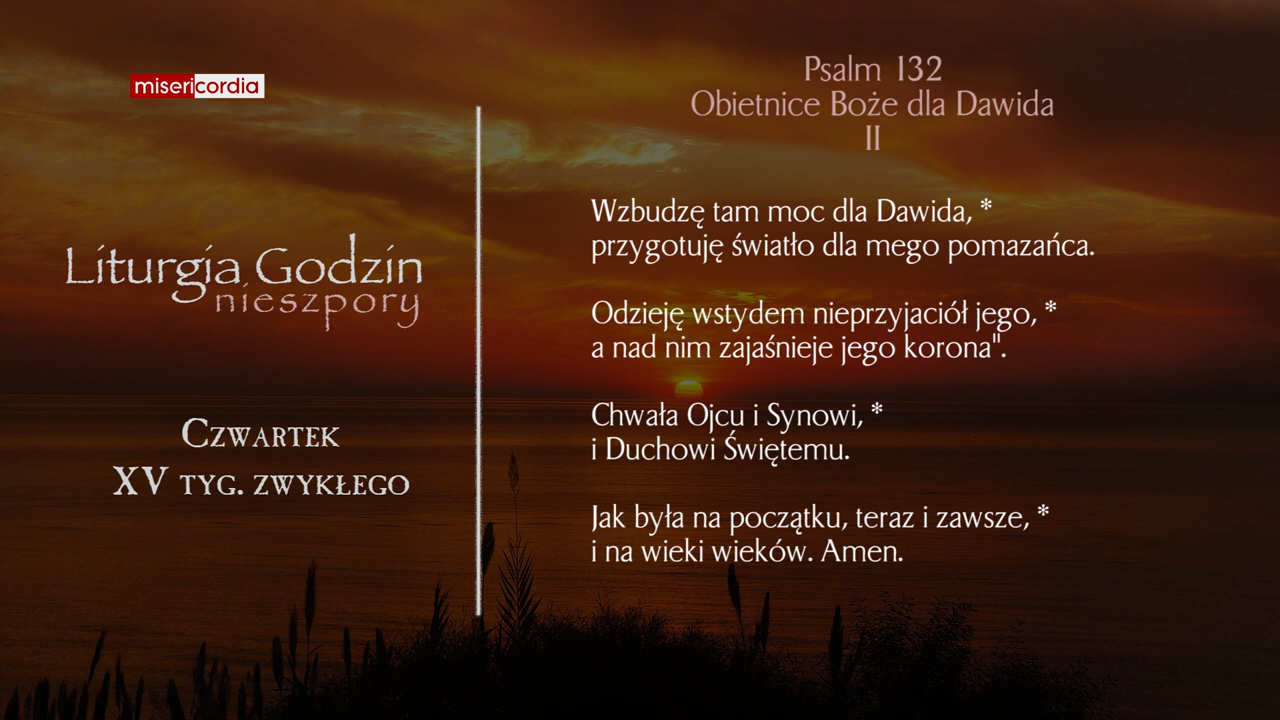 misericordia
Liturgia Godzin
nieszpory
Czwartek
XV tyg. zwykłego
Psalm 132
Obietnice Boże dla Dawida
II
Wzbudzę tam moc dla Dawida, *
przygotuję światło dla mego pomazańca.
Odzieję wstydem nieprzyjaciół jego, *
a nad nim zajaśnieje jego korona".
Chwała Ojcu i Synowi, *
i Duchowi Świętemu.
Jak była na początku, teraz i zawsze, *
i na wieki wieków. Amen.